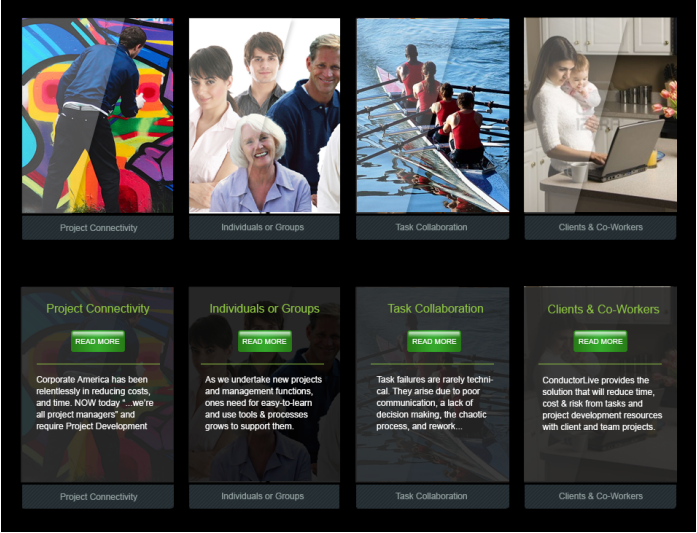 Project Connectivity
Individuals or Groups
Task Collaboration
Clients & Co-Workers
Project Connectivity
READ MORE
Corporate America has been
relentlessly in reducing costs,
and time. NOW today “...we're
all project managers” and
require Project Development
Individuals or Groups
READ MORE
As we undertake new projects
and management functions,
ones need for easy-to-learn
and use tools & processes
grows to support them.
Task Collaboration
READ MORE
Task failures are rarely techni-
cal. They arise due to poor
communication, a lack of
decision making, the chaotic
process, and rework...
Clients & Co-Workers
READ MORE
ConductorLive provides the
solution that will reduce time,
cost & risk from tasks and
project development resources
with client and team projects.
Project Connectivity
Individuals or Groups
Task Collaboration
Clients & Co-Workers